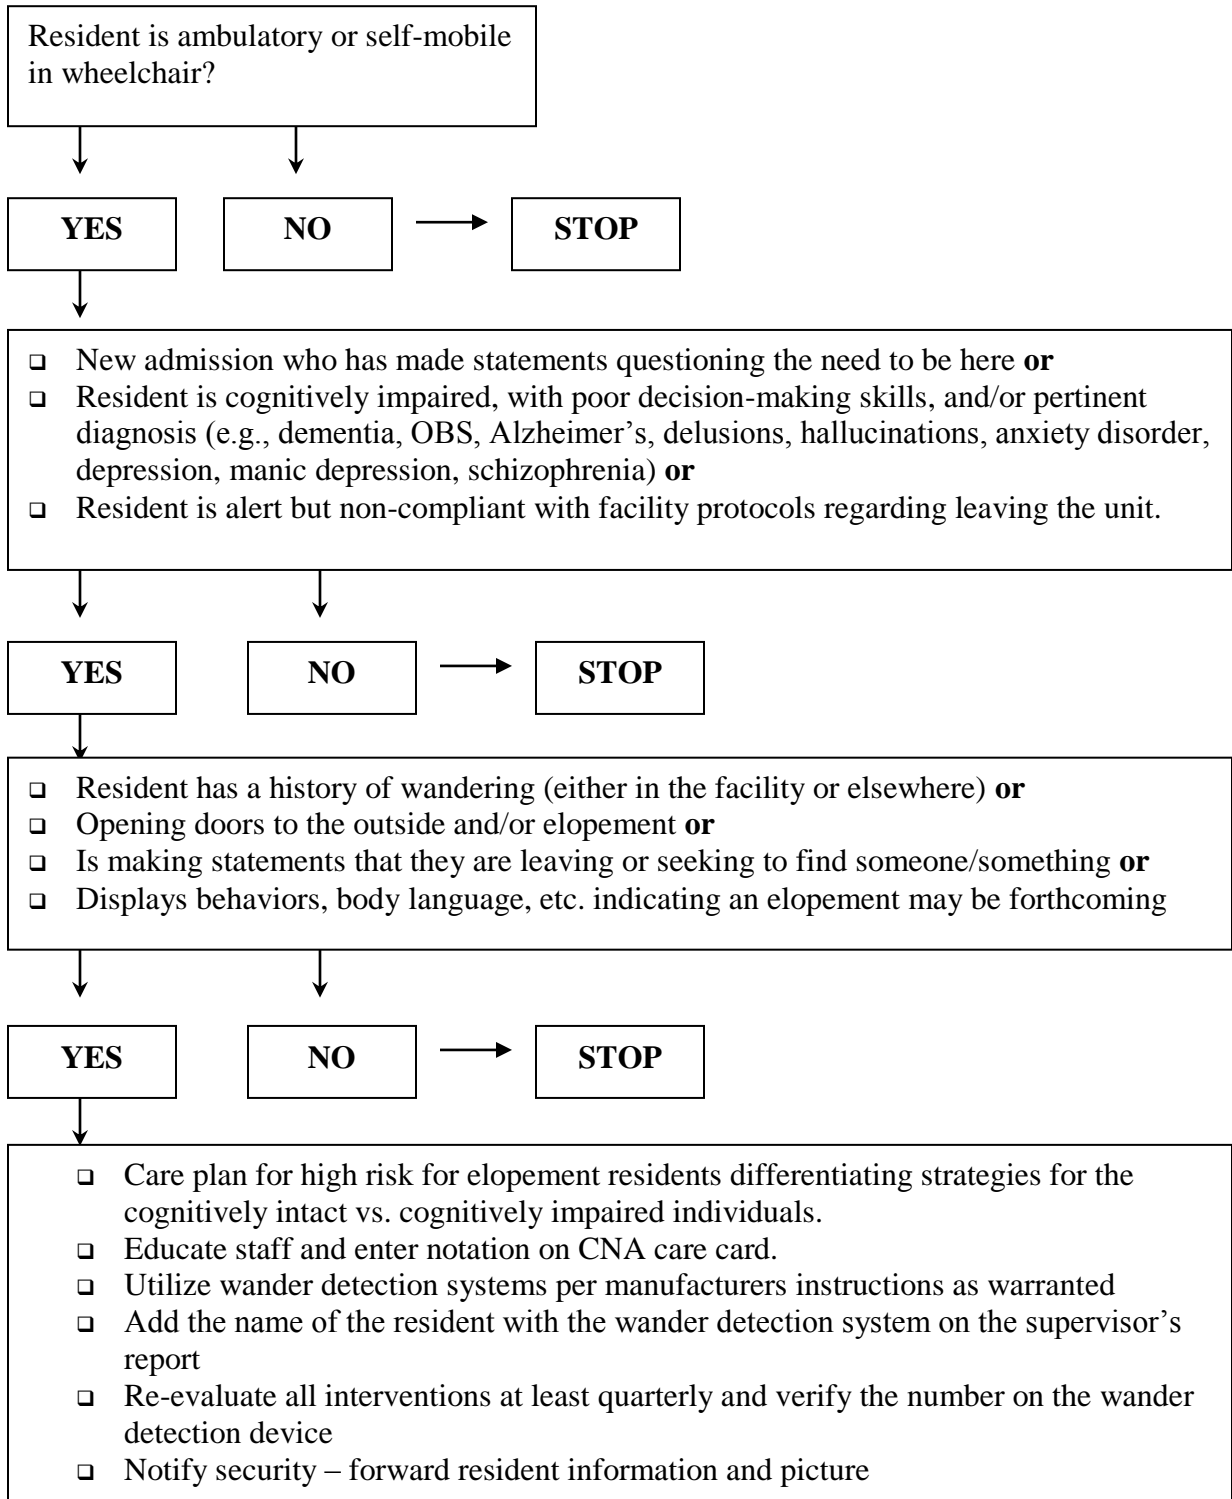 Resident is ambulatory or self-mobile
in wheelchair?
YES
NO
STOP
❑ New admission who has made statements questioning the need to be here or
❑ Resident is cognitively impaired, with poor decision-making skills, and/or pertinent
diagnosis (e.g., dementia, OBS, Alzheimer’s, delusions, hallucinations, anxiety disorder,
depression, manic depression, schizophrenia) or
❑ Resident is alert but non-compliant with facility protocols regarding leaving the unit.
YES
NO
STOP
❑ Resident has a history of wandering (either in the facility or elsewhere) or
❑ Opening doors to the outside and/or elopement or
❑ Is making statements that they are leaving or seeking to find someone/something or
❑ Displays behaviors, body language, etc. indicating an elopement may be forthcoming
YES
NO
STOP
❑ Care plan for high risk for elopement residents differentiating strategies for the
cognitively intact vs. cognitively impaired individuals.
❑ Educate staff and enter notation on CNA care card.
❑ Utilize wander detection systems per manufacturers instructions as warranted
❑ Add the name of the resident with the wander detection system on the supervisor’s
report
❑ Re-evaluate all interventions at least quarterly and verify the number on the wander
detection device
❑ Notify security – forward resident information and picture